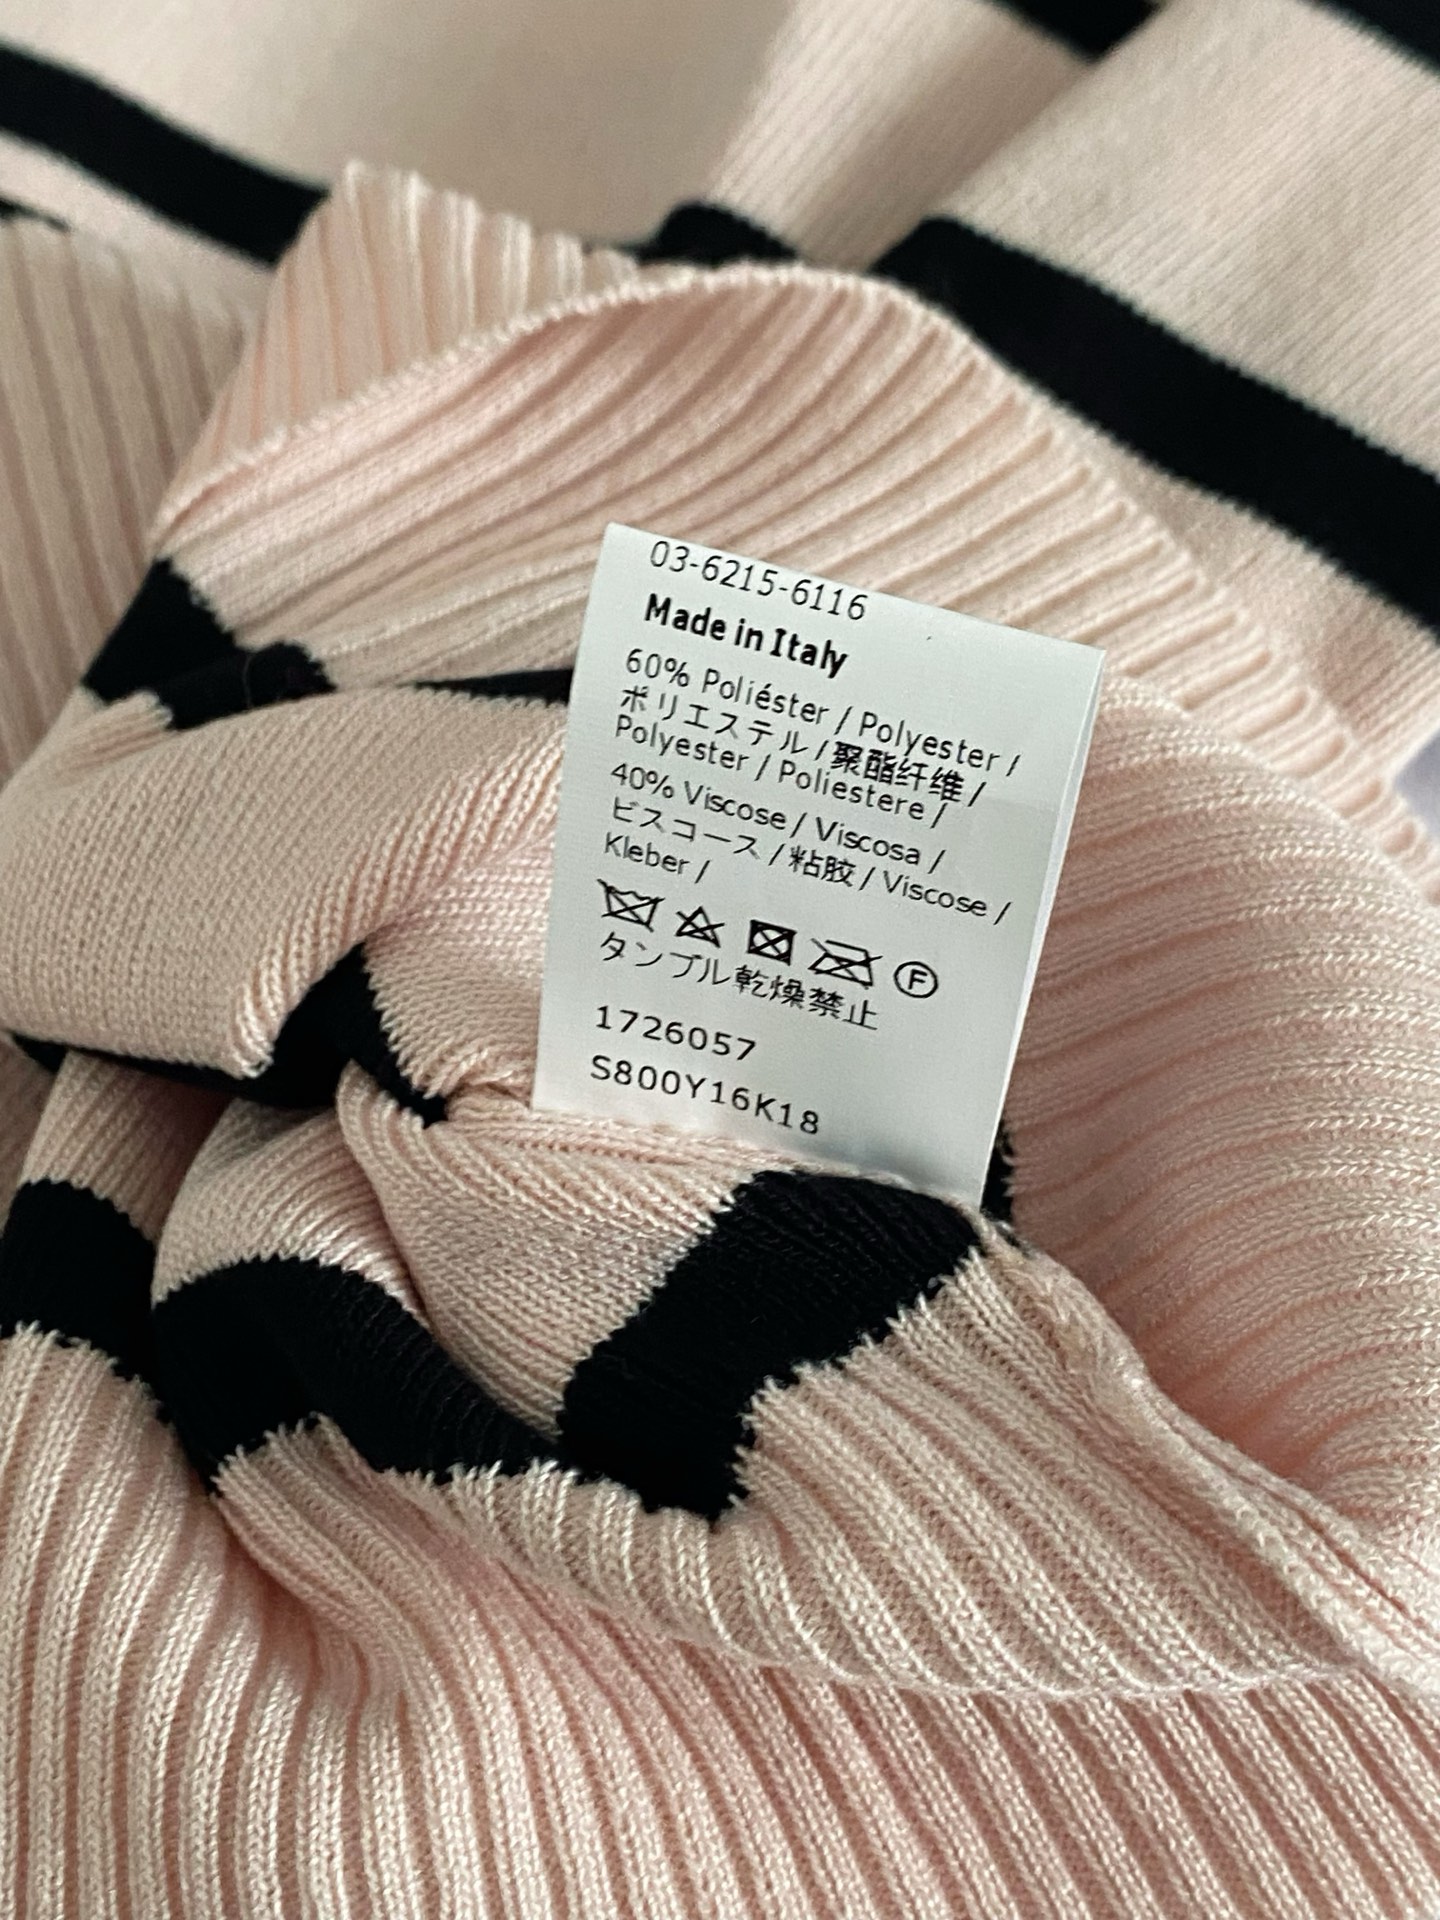 03-6215-6116
Made in Italy
60% Poliéster / Polyester /
ポリエステル / 聚酯纤维 /
Polyester / Poliestere /
40% Viscose / Viscosa /
ビスコース / 粘胶 / Viscose /
Kleber /
F
タンブル乾燥禁止
1726057
S800Y16K18